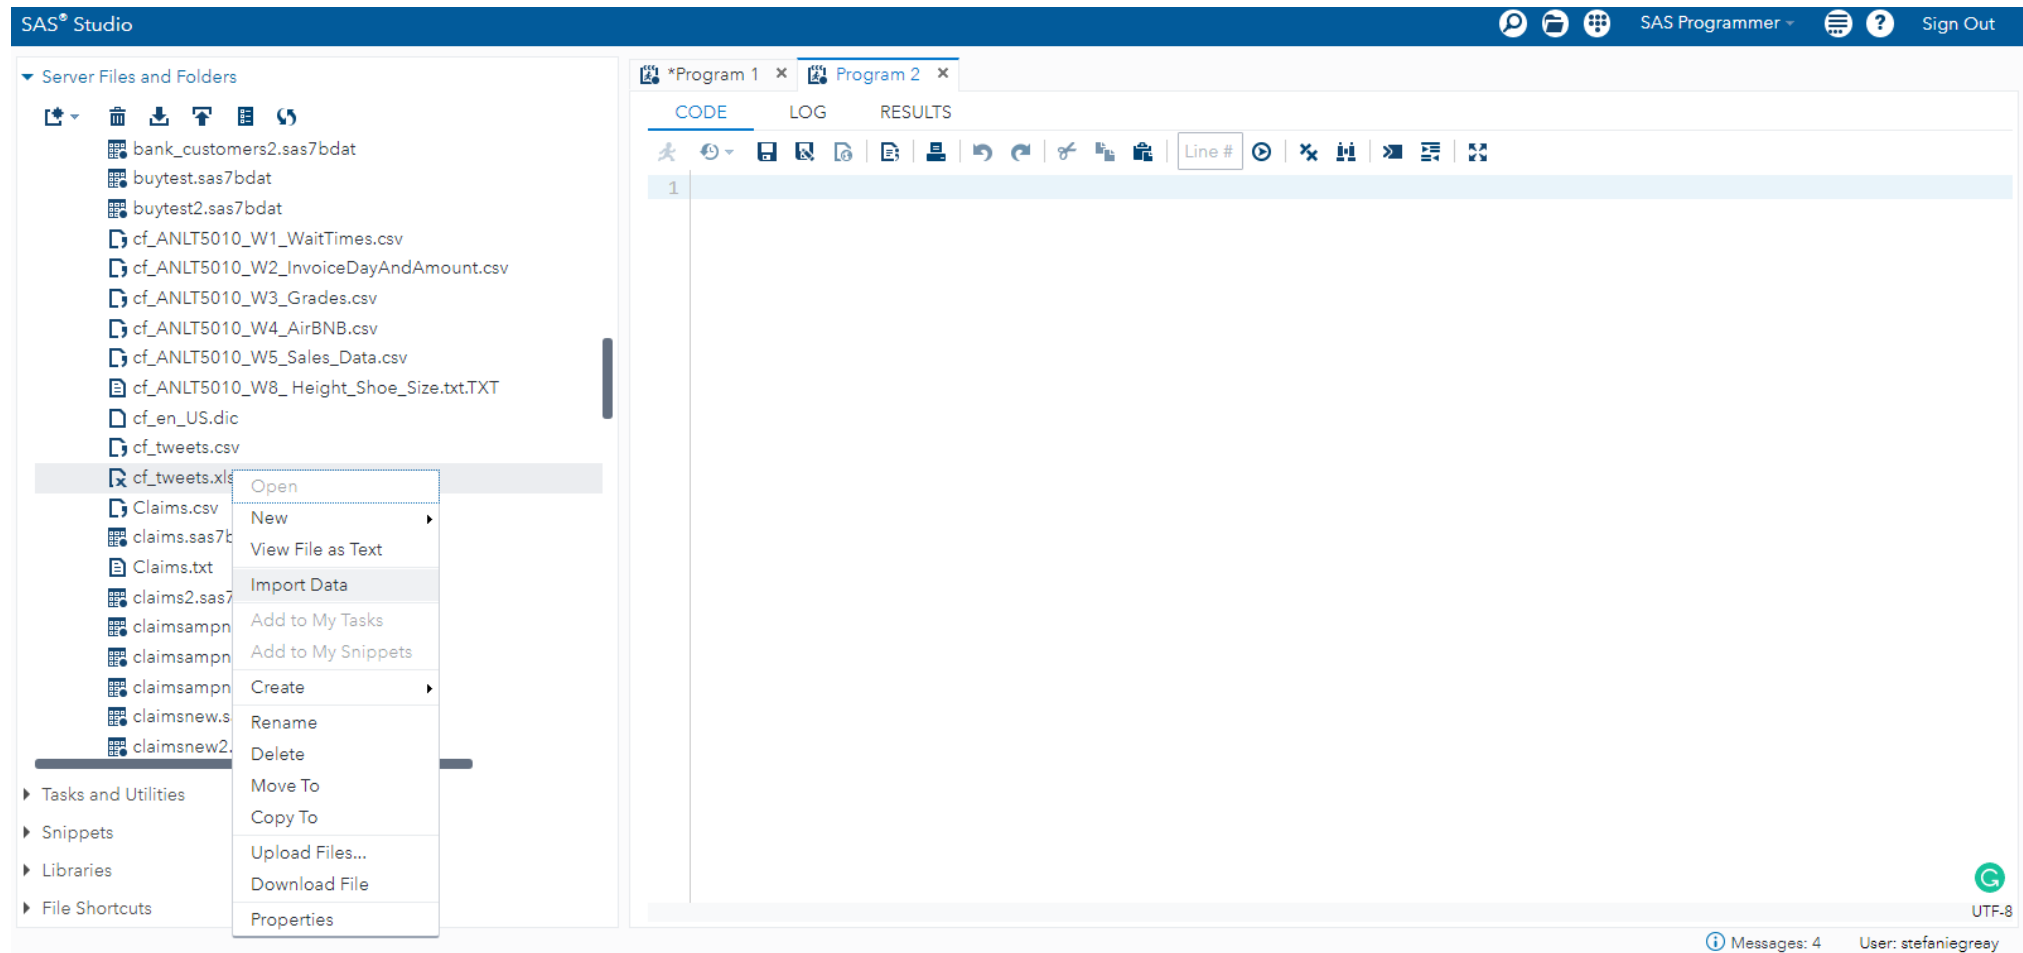 SAS® Studio
SAS Programmer
Sign Out
Server Files and Folders
bank_customers2.sas7bdat
buytest.sas7bdat
buytest2.sas7bdat
cf_ANLT5010_W1_WaitTimes.csv
cf_ANLT5010_W2_InvoiceDayAndAmount.csv
cf_ANLT5010_W3_Grades.csv
cf_ANLT5010_W4_AirBNB.csv
cf_ANLT5010_W5_Sales_Data.csv
cf_ANLT5010_W8_ Height_Shoe_Size.txt.TXT
cf_en_US.dic
cf_tweets.csv
cf_tweets.xls
Claims.csv
claims.sas7b
Claims.txt
claims2.sas7
claimsampn
claimsampn
claimsampn
claimsnew.s
claimsnew2.
Open
New
View File as Text
Import Data
Add to My Tasks
Add to My Snippets
Create
Rename
Delete
Move To
Copy To
Upload Files...
Download File
Properties
Tasks and Utilities
Snippets
Libraries
File Shortcuts
*Program 1
Program 2
CODE LOG RESULTS
Line #
1
UTF-8
Messages: 4
User: stefaniegreay